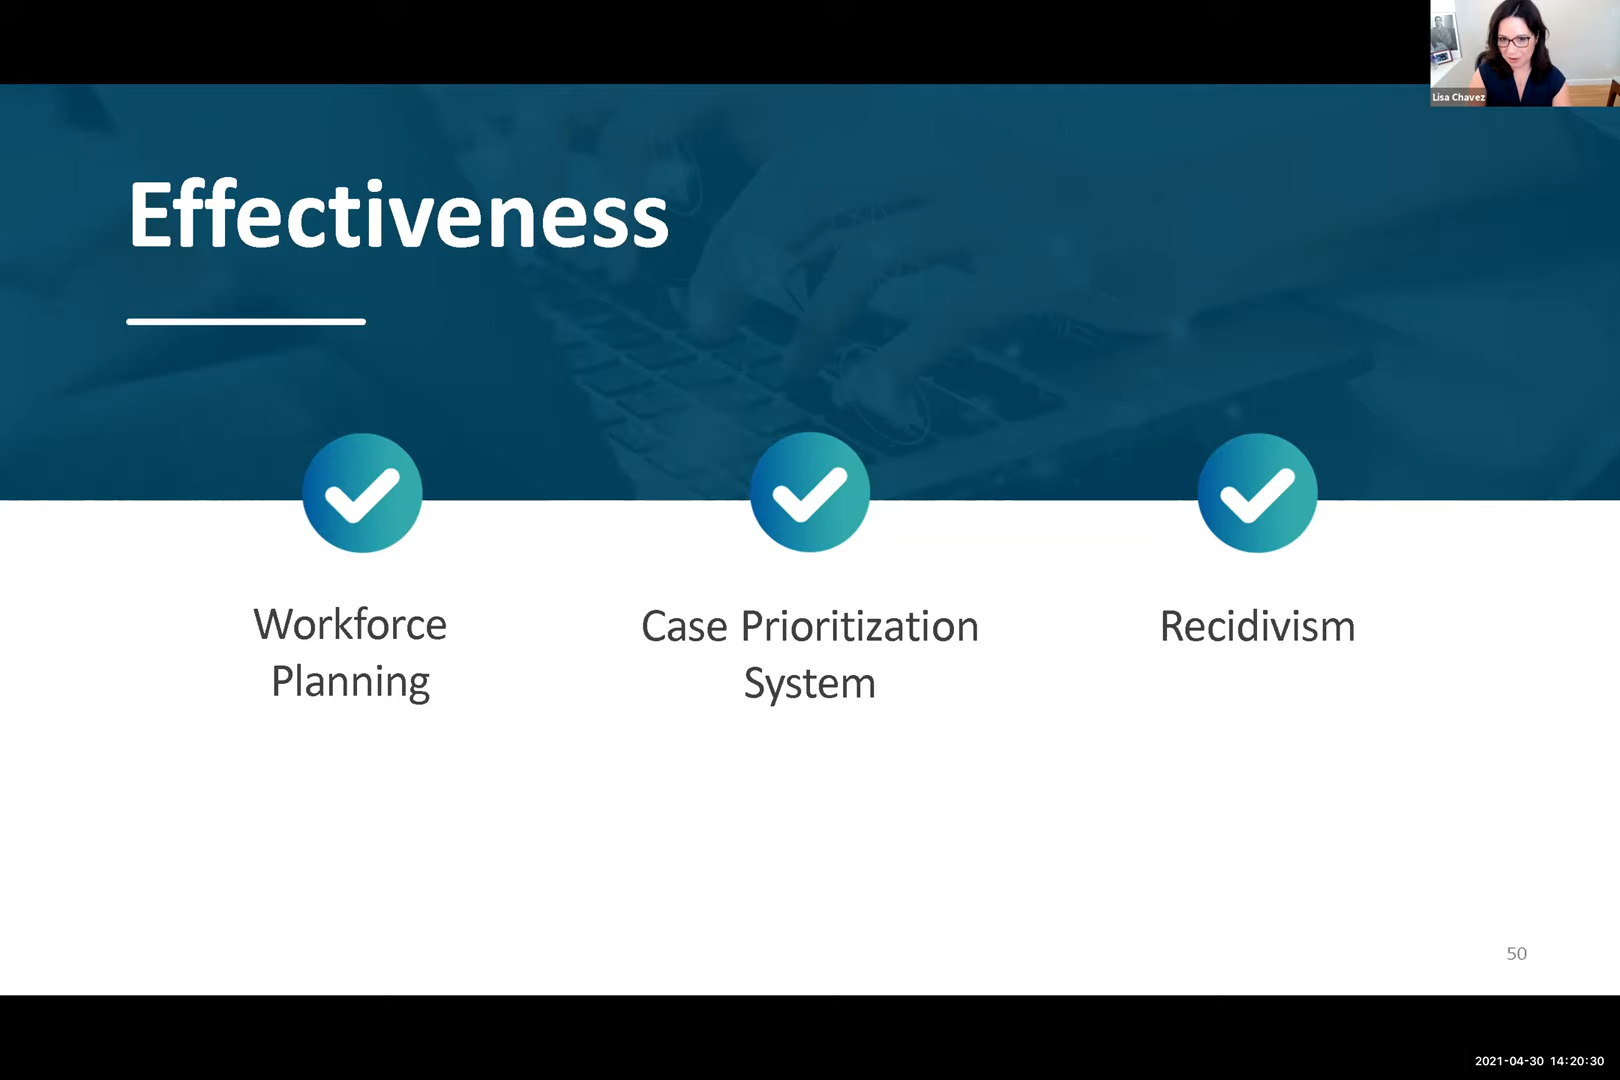 Lisa Chavez
Effectiveness
Workforce
Planning
Case Prioritization
System
Recidivism
50
2021-04-30 14:20:30